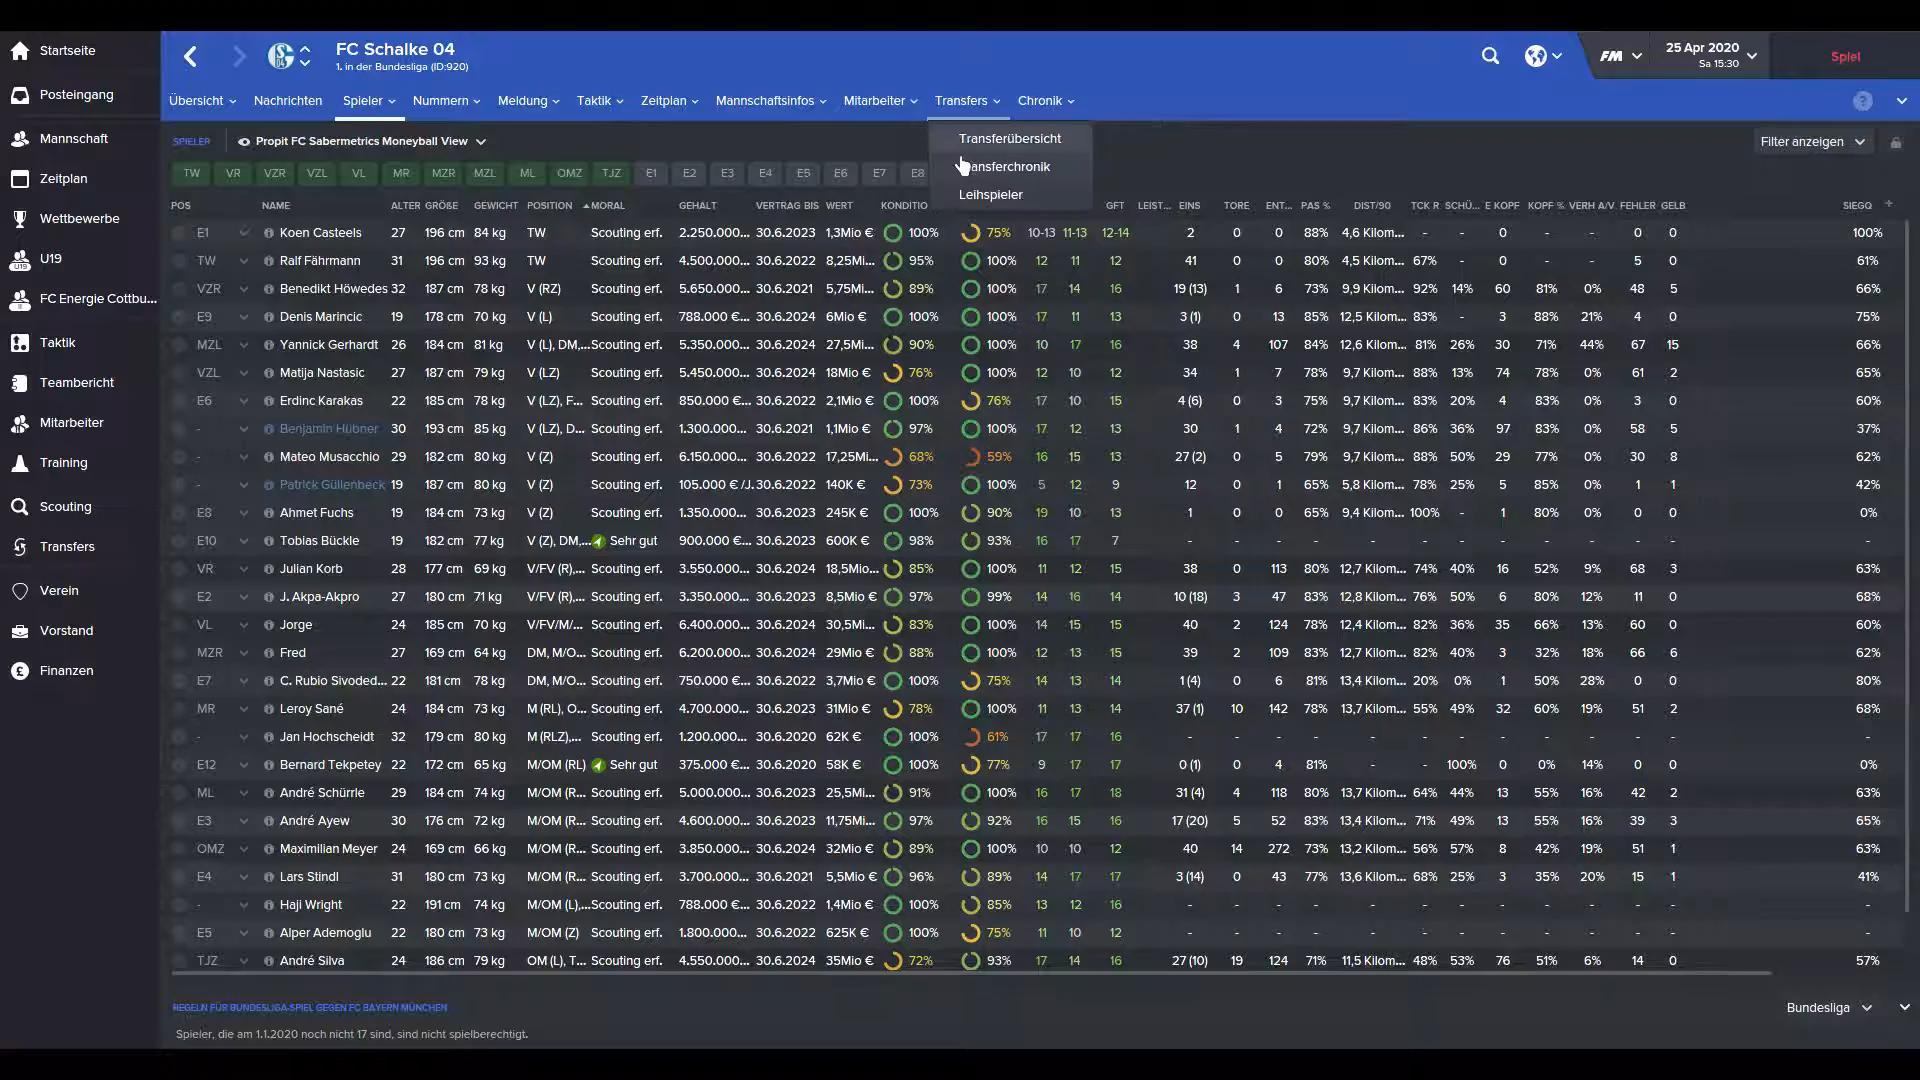 Startseite
Posteingang
Mannschaft
Zeitplan
Wettbewerbe
U19
FC Energie Cottbu...
Taktik
Teambericht
Mitarbeiter
Training
Scouting
Transfers
Verein
Vorstand
Finanzen
FC Schalke 04
1. in der Bundesliga (ID:920)
FM
25 Apr 2020
Sa 15:30
Spiel
Übersicht Nachrichten Spieler Nummern Meldung Taktik Zeitplan Mannschaftsinfos Mitarbeiter Transfers Chronik
SPIELER Propit FC Sabermetrics Moneyball View Filter anzeigen
Transferübersicht
Leihspieler
TW VR VZR VZL VL MR MZR MZL ML OMZ TJZ E1 E2 E3 E4 E5 E6 E7 E8
POS NAME ALTER GRÖßE GEWICHT POSITION MORAL GEHALT VERTRAG BIS WERT KONDITIO GFT LEIST... EINS TORE ENT... PAS % DIST/90 TCK R SCHÜ... E KOPF KOPF % VERH A/V FEHLER GELB SIEGQ
E1 Koen Casteels 27 196 cm 84 kg TW Scouting erf. 2.250.000... 30.6.2023 1,3Mio € 100% 75% 10-13 11-13 12-14 2 0 0 88% 4,6 Kilom... - - 0 - - 0 0 100%
TW Ralf Fährmann 31 196 cm 93 kg TW Scouting erf. 4.500.000... 30.6.2022 8,25Mi... 95% 100% 12 11 12 41 0 0 80% 4,5 Kilom... 67% - 0 - - 5 0 61%
VZR Benedikt Höwedes 32 187 cm 78 kg V (RZ) Scouting erf. 5.650.000... 30.6.2021 5,75Mi... 89% 100% 17 14 16 19 (13) 1 6 73% 9,9 Kilom... 92% 14% 60 81% 0% 48 5 66%
E9 Denis Marincic 19 178 cm 70 kg V (L) Scouting erf. 788.000 €... 30.6.2024 6Mio € 100% 100% 17 11 13 3 (1) 0 13 85% 12,5 Kilom... 83% - 3 88% 21% 4 0 75%
MZL Yannick Gerhardt 26 184 cm 81 kg V (L), DM,... Scouting erf. 5.350.000... 30.6.2024 27,5Mi... 90% 100% 10 17 16 38 4 107 84% 12,6 Kilom... 81% 26% 30 71% 44% 67 15 66%
VZL Matija Nastasic 27 187 cm 79 kg V (LZ) Scouting erf. 5.450.000... 30.6.2024 18Mio € 76% 100% 12 10 12 34 1 7 78% 9,7 Kilom... 88% 13% 74 78% 0% 61 2 65%
E6 Erdinc Karakas 22 185 cm 78 kg V (LZ), F... Scouting erf. 850.000 €... 30.6.2022 2,1Mio € 100% 76% 17 10 15 4 (6) 0 3 75% 9,7 Kilom... 83% 20% 4 83% 0% 3 0 60%
- Benjamin Hübner 30 193 cm 85 kg V (LZ), D... Scouting erf. 1.300.000... 30.6.2021 1,1Mio € 97% 100% 17 12 13 30 1 4 72% 9,7 Kilom... 86% 36% 97 83% 0% 58 5 37%
- Mateo Musacchio 29 182 cm 80 kg V (Z) Scouting erf. 6.150.000... 30.6.2022 17,25Mi... 68% 59% 16 15 13 27 (2) 0 5 79% 9,7 Kilom... 88% 50% 29 77% 0% 30 8 62%
- Patrick Güllenbeck 19 187 cm 80 kg V (Z) Scouting erf. 105.000 € /J. 30.6.2022 140K € 73% 100% 5 12 9 12 0 1 65% 5,8 Kilom... 78% 25% 5 85% 0% 1 1 42%
E8 Ahmet Fuchs 19 184 cm 73 kg V (Z) Scouting erf. 1.350.000... 30.6.2023 245K € 100% 90% 19 10 13 1 0 0 65% 9,4 Kilom... 100% - 1 80% 0% 0 0 0%
E10 Tobias Bückle 19 182 cm 77 kg V (Z), DM,... Sehr gut 900.000 €... 30.6.2023 600K € 98% 93% 16 17 7 - - - - - - - - - - - - -
VR Julian Korb 28 177 cm 69 kg V/FV (R),... Scouting erf. 3.550.000... 30.6.2024 18,5Mio... 85% 100% 11 12 15 38 0 113 80% 12,7 Kilom... 74% 40% 16 52% 9% 68 3 63%
E2 J. Akpa-Akpro 27 180 cm 71 kg V/FV (R),... Scouting erf. 3.350.000... 30.6.2024 8,5Mio € 97% 99% 14 16 14 10 (18) 3 47 83% 12,8 Kilom... 76% 50% 6 80% 12% 11 0 68%
VL Jorge 24 185 cm 70 kg V/FV/M/... Scouting erf. 6.400.000... 30.6.2024 30,5Mi... 83% 100% 14 15 15 40 2 124 78% 12,4 Kilom... 82% 36% 35 66% 13% 60 0 60%
MZR Fred 27 169 cm 64 kg DM, M/O... Scouting erf. 6.200.000... 30.6.2024 29Mio € 88% 100% 12 13 15 39 2 109 83% 12,7 Kilom... 82% 40% 3 32% 18% 66 6 62%
E7 C. Rubio Sivoded... 22 181 cm 78 kg DM, M/O... Scouting erf. 750.000 €... 30.6.2022 3,7Mio € 100% 75% 14 13 14 1 (4) 0 6 81% 13,4 Kilom... 20% 0% 1 50% 28% 0 0 80%
MR Leroy Sané 24 184 cm 73 kg M (RL), O... Scouting erf. 4.700.000... 30.6.2022 31Mio € 78% 100% 11 13 14 37 (1) 10 142 78% 13,7 Kilom... 55% 49% 32 60% 19% 51 2 68%
- Jan Hochscheidt 32 179 cm 80 kg M (RLZ),... Scouting erf. 1.200.000... 30.6.2020 62K € 100% 61% 17 17 16 - - - - - - - - - - - - -
E12 Bernard Tekpetey 22 172 cm 65 kg M/OM (RL) Sehr gut 375.000 €... 30.6.2020 58K € 100% 77% 9 17 17 0 (1) 0 4 81% - - 100% 0 0% 14% 0 0 0%
ML André Schürrle 29 184 cm 74 kg M/OM (R... Scouting erf. 5.000.000... 30.6.2023 25,5Mi... 91% 100% 16 17 18 31 (4) 4 118 80% 13,7 Kilom... 64% 44% 13 55% 16% 42 2 63%
E3 André Ayew 30 176 cm 72 kg M/OM (R... Scouting erf. 4.600.000... 30.6.2022 11,75Mi... 97% 92% 16 15 16 17 (20) 5 52 83% 13,4 Kilom... 71% 49% 13 55% 16% 39 3 65%
OMZ Maximilian Meyer 24 169 cm 66 kg M/OM (R... Scouting erf. 3.850.000... 30.6.2024 32Mio € 89% 100% 10 10 12 40 14 272 73% 13,2 Kilom... 56% 57% 8 42% 19% 51 1 63%
E4 Lars Stindl 31 180 cm 73 kg M/OM (R... Scouting erf. 3.700.000... 30.6.2021 5,5Mio € 96% 89% 14 17 17 3 (14) 0 43 77% 13,6 Kilom... 68% 25% 3 35% 20% 15 1 41%
- Haji Wright 22 191 cm 74 kg M/OM (L),... Scouting erf. 788.000 €... 30.6.2022 1,4Mio € 100% 85% 13 12 16 - - - - - - - - - - - - -
E5 Alper Ademoglu 22 180 cm 73 kg M/OM (Z) Scouting erf. 1.800.000... 30.6.2022 625K € 100% 75% 11 10 12 - - - - - - - - - - - - -
TJZ André Silva 24 186 cm 79 kg OM (L), T... Scouting erf. 4.550.000... 30.6.2024 35Mio € 72% 93% 17 14 16 27 (10) 19 124 71% 11,5 Kilom... 48% 53% 76 51% 6% 14 0 57%
REGELN FÜR BUNDESLIGA-SPIEL GEGEN FC BAYERN MÜNCHEN Bundesliga
Spieler, die am 1.1.2020 noch nicht 17 sind, sind nicht spielberechtigt.